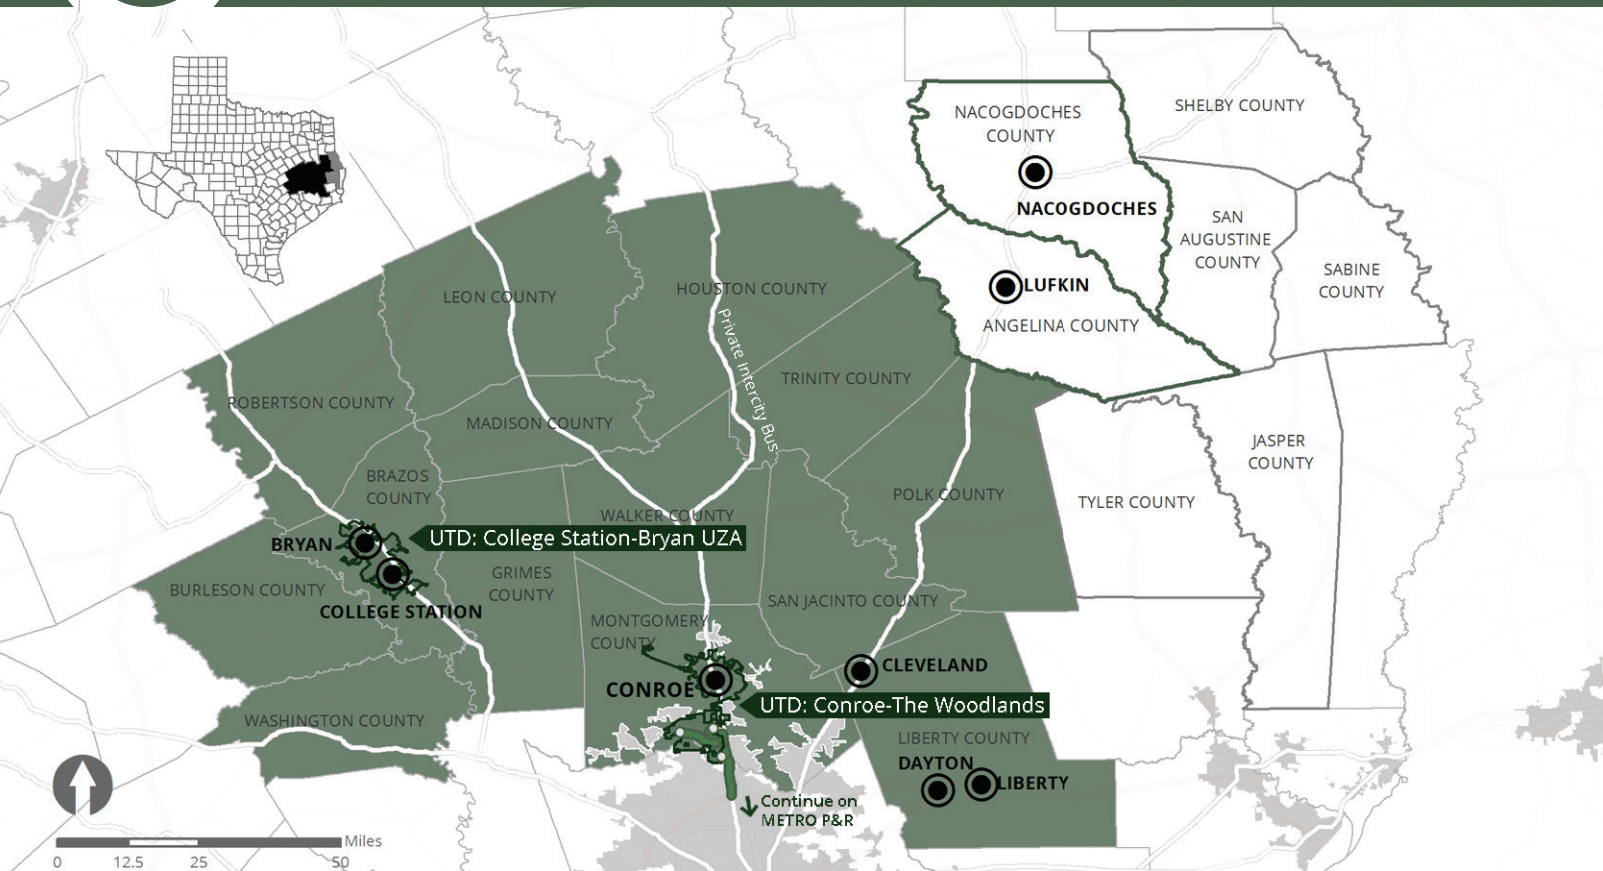 SHELBY COUNTY
NACOGDOCHES
COUNTY
NACOGDOCHES
SAN
AUGUSTINE
COUNTY
SABINE
COUNTY
LUFKIN
ANGELINA COUNTY
LEON COUNTY
HOUSTON COUNTY
Private Intercity Bus
TRINITY COUNTY
ROBERTSON COUNTY
MADISON COUNTY
JASPER
COUNTY
BRAZOS
COUNTY
POLK COUNTY
TYLER COUNTY
WALKER COUNTY
BRYAN
UTD: College Station-Bryan UZA
BURLESON COUNTY
GRIMES
COUNTY
COLLEGE STATION
SAN JACINTO COUNTY
MONTGOMERY
COUNTY
CLEVELAND
CONROE
UTD: Conroe-The Woodlands
WASHINGTON COUNTY
LIBERTY COUNTY
DAYTON
LIBERTY
Continue on
METRO P&R
Miles
0 12.5 25 50